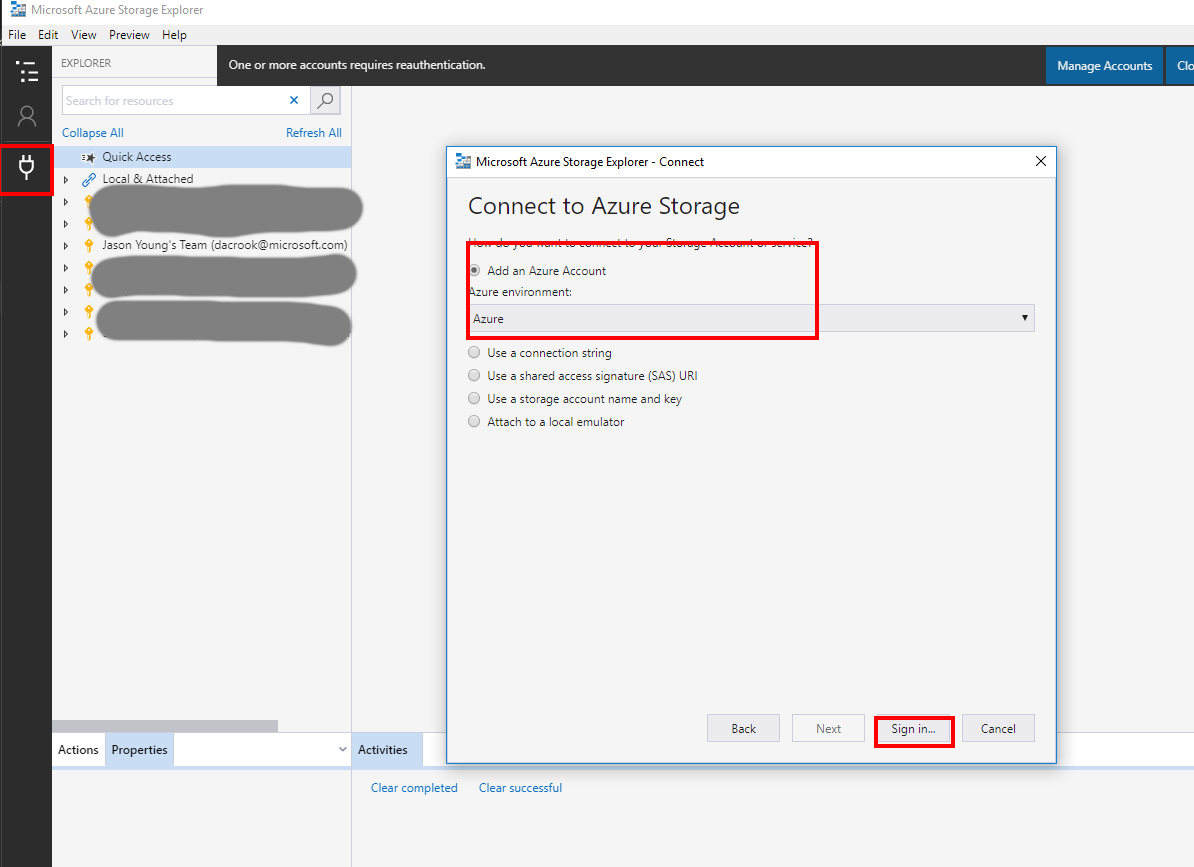 Microsoft Azure Storage Explorer
File Edit View Preview Help
EXPLORER
One or more accounts requires reauthentication.
Manage Accounts
Clo
Search for resources
Collapse All
Refresh All
Quick Access
Local & Attached
Jason Young's Team (dacrook@microsoft.com)
Microsoft Azure Storage Explorer - Connect
Connect to Azure Storage
How do you want to connect to your Storage Account or service?
Add an Azure Account
Azure environment:
Azure
Use a connection string
Use a shared access signature (SAS) URI
Use a storage account name and key
Attach to a local emulator
Back
Next
Sign in...
Cancel
Actions
Properties
Activities
Clear completed
Clear successful